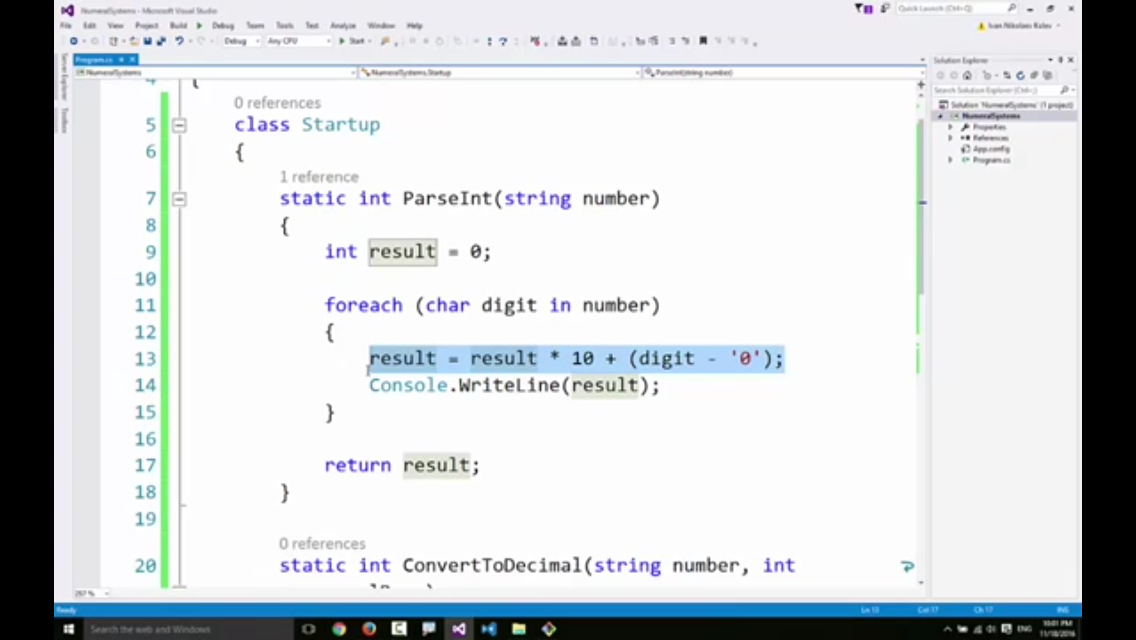 NumeralSystems - Microsoft Visual Studio
Quick Launch (Ctrl+Q)
File Edit View Project Build Debug Team Tools Test Analyze Window Help
Ivan Nikolaev Kolev
Debug Any CPU Start
Program.cs
Solution Explorer
NumeralSystems NumeralSystems.Startup ParseInt(string number)
Server Explorer
Toolbox
Search Solution Explorer (Ctrl+;)
Solution 'NumeralSystems' (1 project)
NumeralSystems
Properties
References
App.config
Program.cs
4 {
0 references
5 class Startup
6 {
1 reference
7 static int ParseInt(string number)
8 {
9 int result = 0;
10
11 foreach (char digit in number)
12 {
13 result = result * 10 + (digit - '0');
14 Console.WriteLine(result);
15 }
16
17 return result;
18 }
19
0 references
20 static int ConvertToDecimal(string number, int
Ready Ln 13 Col 17 Ch 17 INS
Search the web and Windows
ENG
10:01 PM